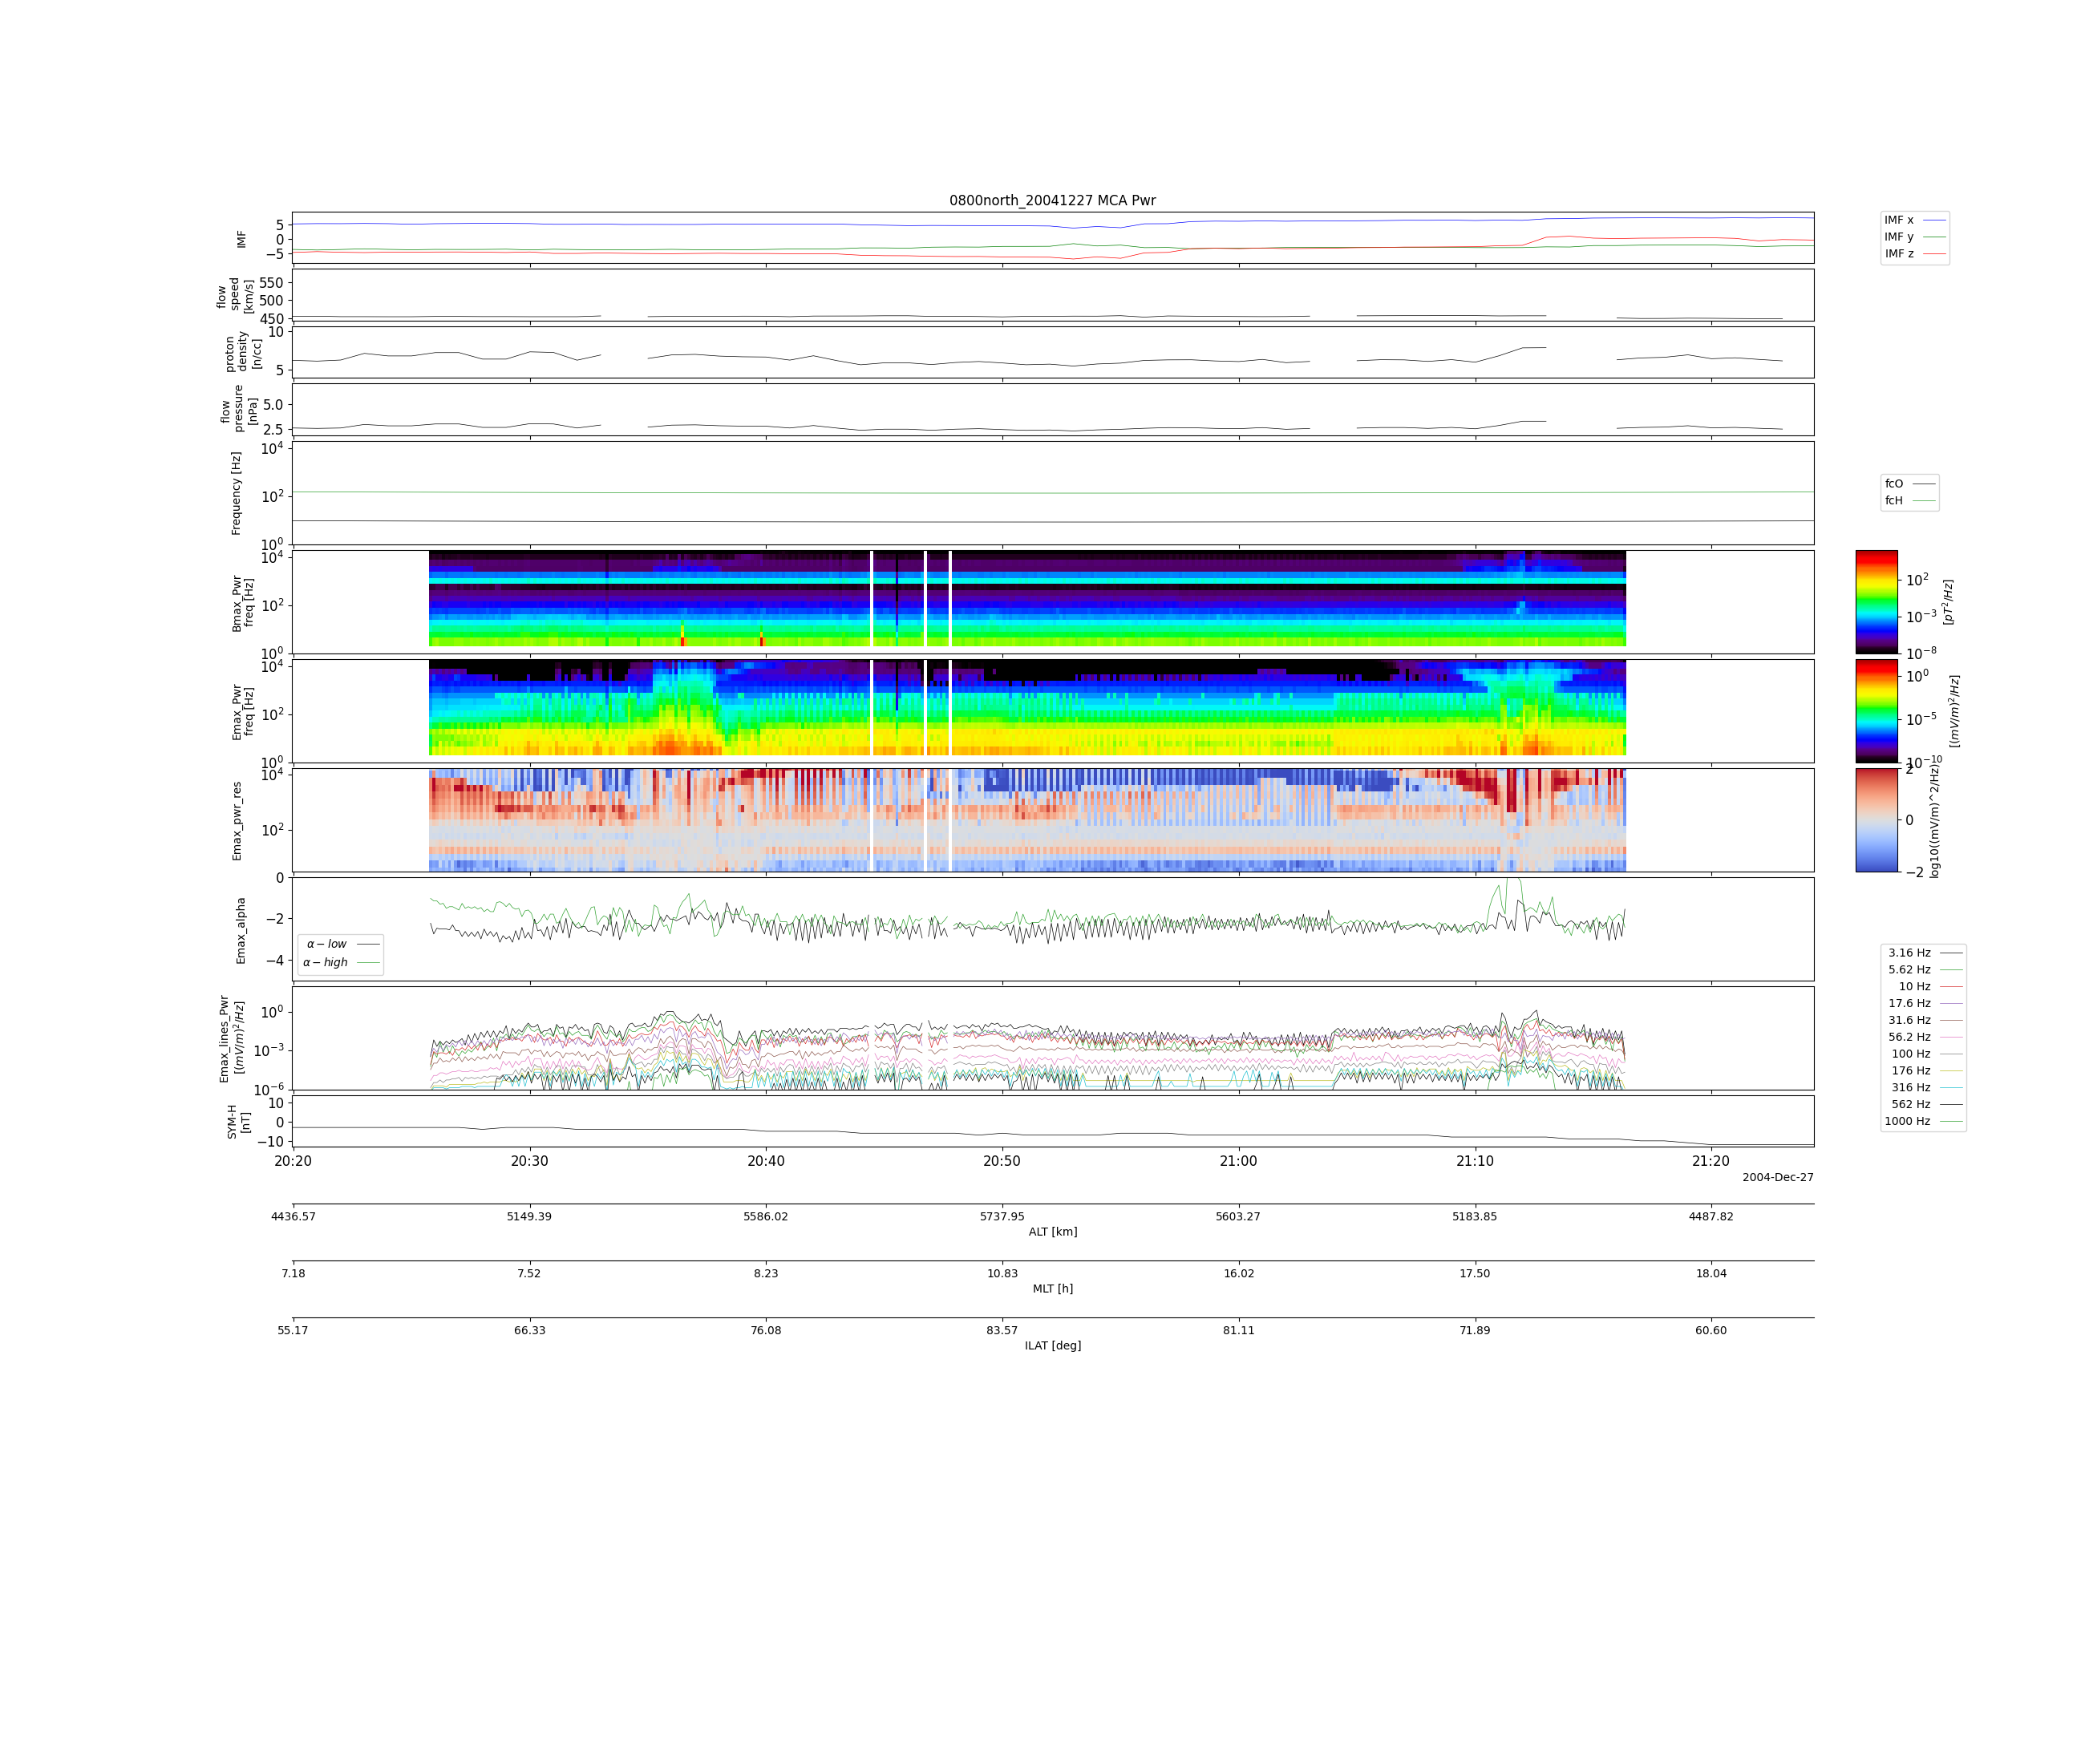 0800north_20041227 MCA Pwr
IMF
5
0
−5
IMF x
IMF y
IMF z
flow
speed
[km/s]
550
500
450
proton
density
[n/cc]
10
5
flow
pressure
[nPa]
5.0
2.5
Frequency [Hz]
10^4
10^2
10^0
fcO
fcH
Bmax_Pwr
freq [Hz]
10^4
10^2
10^0
10^2
10^−3
10^−8
[pT^2/Hz]
Emax_Pwr
freq [Hz]
10^4
10^2
10^0
10^0
10^−5
10^−10
[(mV/m)^2/Hz]
Emax_pwr_res
10^4
10^2
2
0
−2
log10((mV/m)^2/Hz)
Emax_alpha
0
−2
−4
α − low
α − high
Emax_lines_Pwr
[(mV/m)^2/Hz]
10^0
10^−3
10^−6
3.16 Hz
5.62 Hz
10 Hz
17.6 Hz
31.6 Hz
56.2 Hz
100 Hz
176 Hz
316 Hz
562 Hz
1000 Hz
SYM-H
[nT]
10
0
−10
20:20 20:30 20:40 20:50 21:00 21:10 21:20
2004-Dec-27
4436.57 5149.39 5586.02 5737.95 5603.27 5183.85 4487.82
ALT [km]
7.18 7.52 8.23 10.83 16.02 17.50 18.04
MLT [h]
55.17 66.33 76.08 83.57 81.11 71.89 60.60
ILAT [deg]